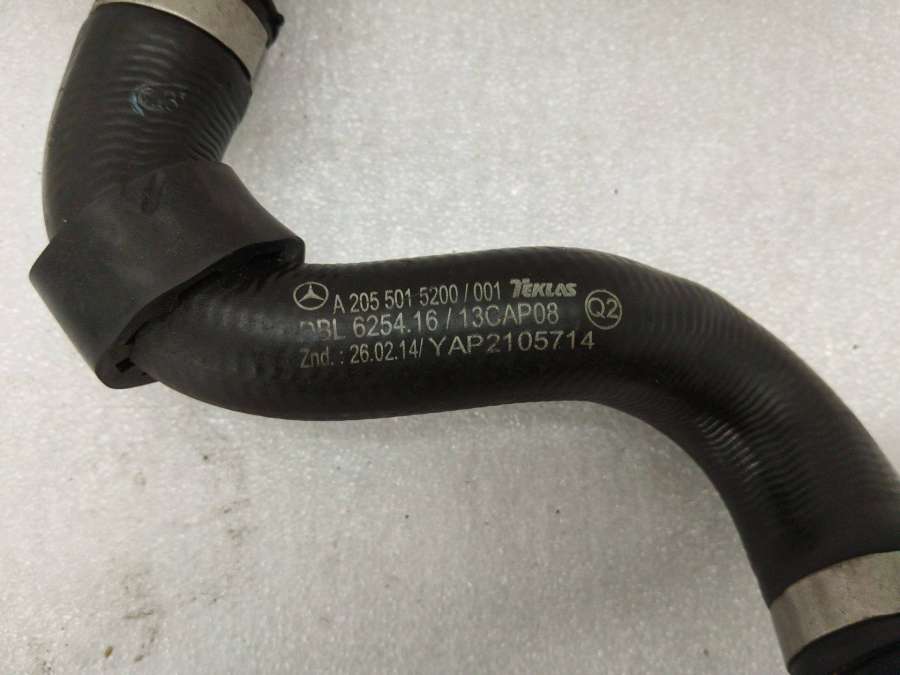 A 205 501 5200 / 001 TEKLAS
DBL 6254.16 / 13CAP08 Q2
Znd. : 26.02.14/ YAP2105714